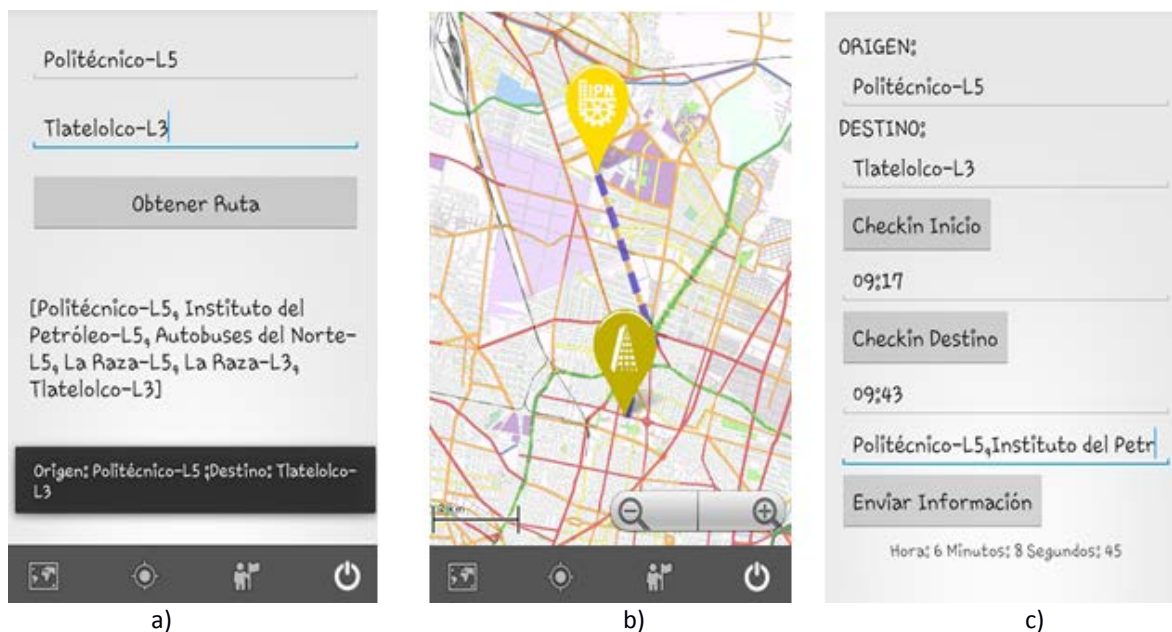 Politécnico-L5
Tlatelolco-L3
Obtener Ruta
[Politécnico-L5, Instituto del
Petróleo-L5, Autobuses del Norte-
L5, La Raza-L5, La Raza-L3,
Tlatelolco-L3]
Origen: Politécnico-L5 ;Destino: Tlatelolco-
L3
a)
IPN
b)
ORIGEN:
Politécnico-L5
DESTINO:
Tlatelolco-L3
Checkin Inicio
09:17
Checkin Destino
09:43
Politécnico-L5,Instituto del Petr
Enviar Información
Hora: 6 Minutos: 8 Segundos: 45
c)